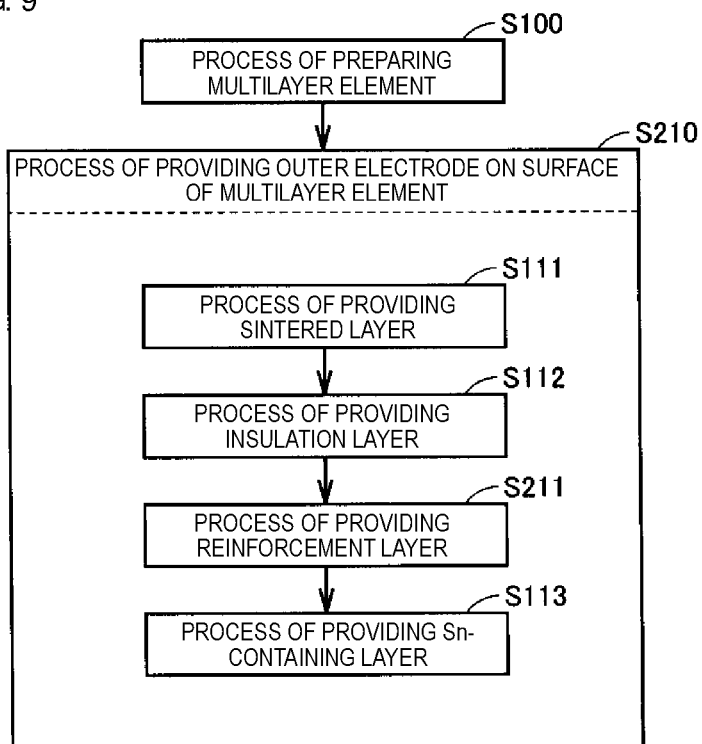 S100
PROCESS OF PREPARING
MULTILAYER ELEMENT
S210
PROCESS OF PROVIDING OUTER ELECTRODE ON SURFACE
OF MULTILAYER ELEMENT
S111
PROCESS OF PROVIDING
SINTERED LAYER
S112
PROCESS OF PROVIDING
INSULATION LAYER
S211
PROCESS OF PROVIDING
REINFORCEMENT LAYER
S113
PROCESS OF PROVIDING Sn-
CONTAINING LAYER